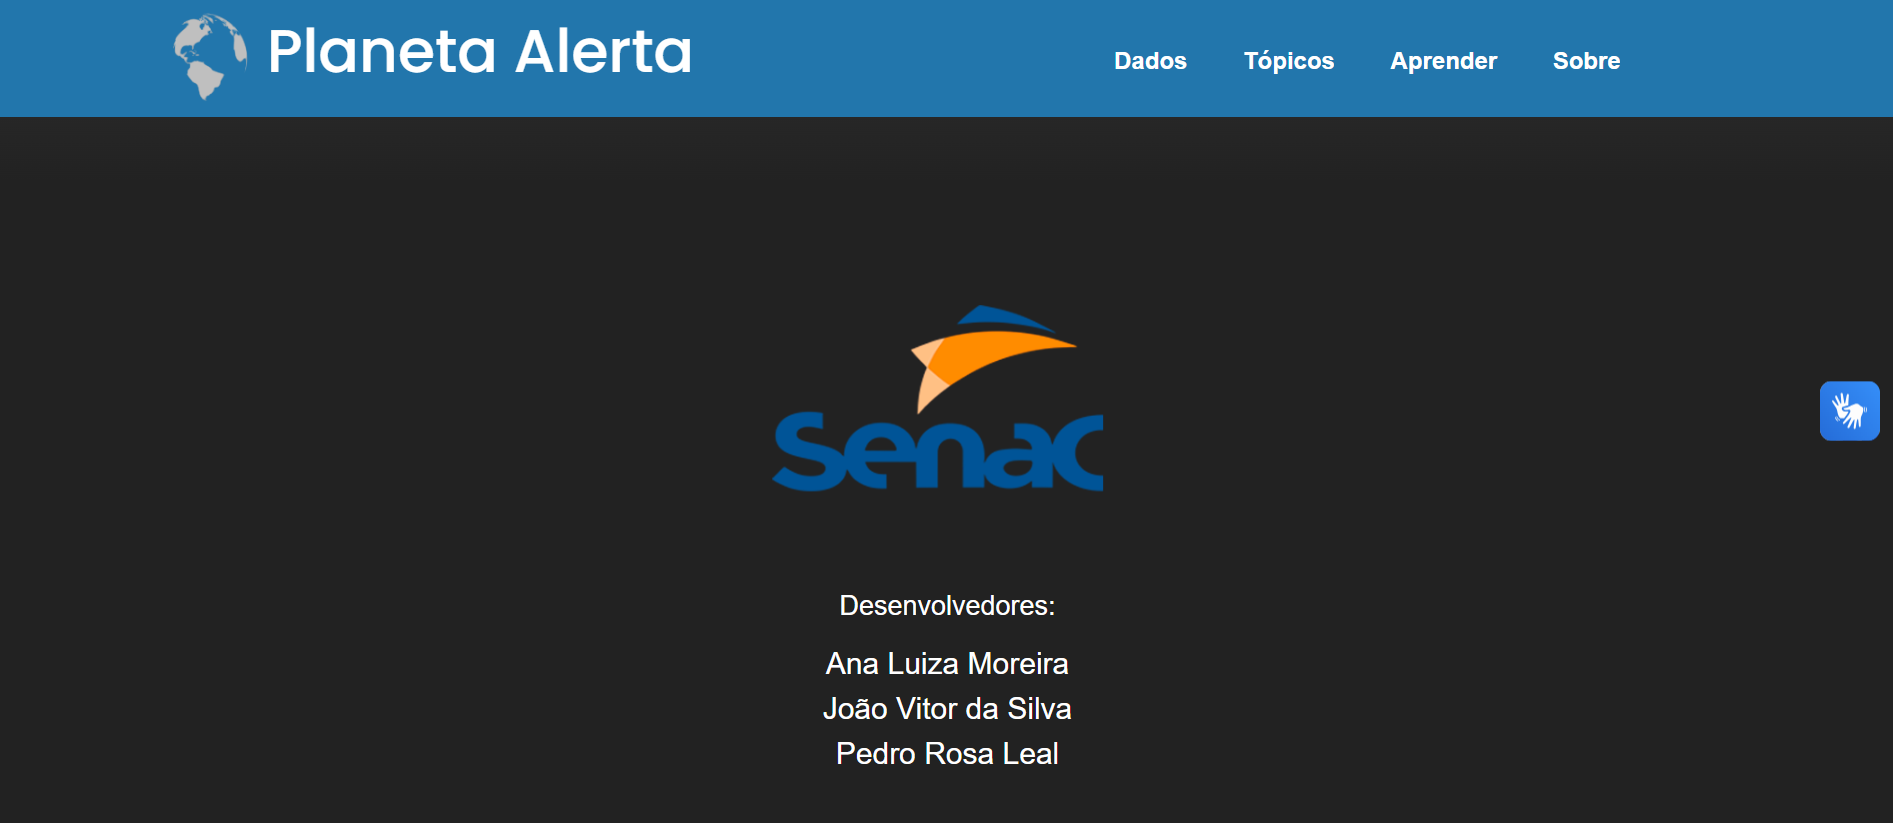 Planeta Alerta
Dados Tópicos Aprender Sobre
Senac
Desenvolvedores:
Ana Luiza Moreira
João Vitor da Silva
Pedro Rosa Leal